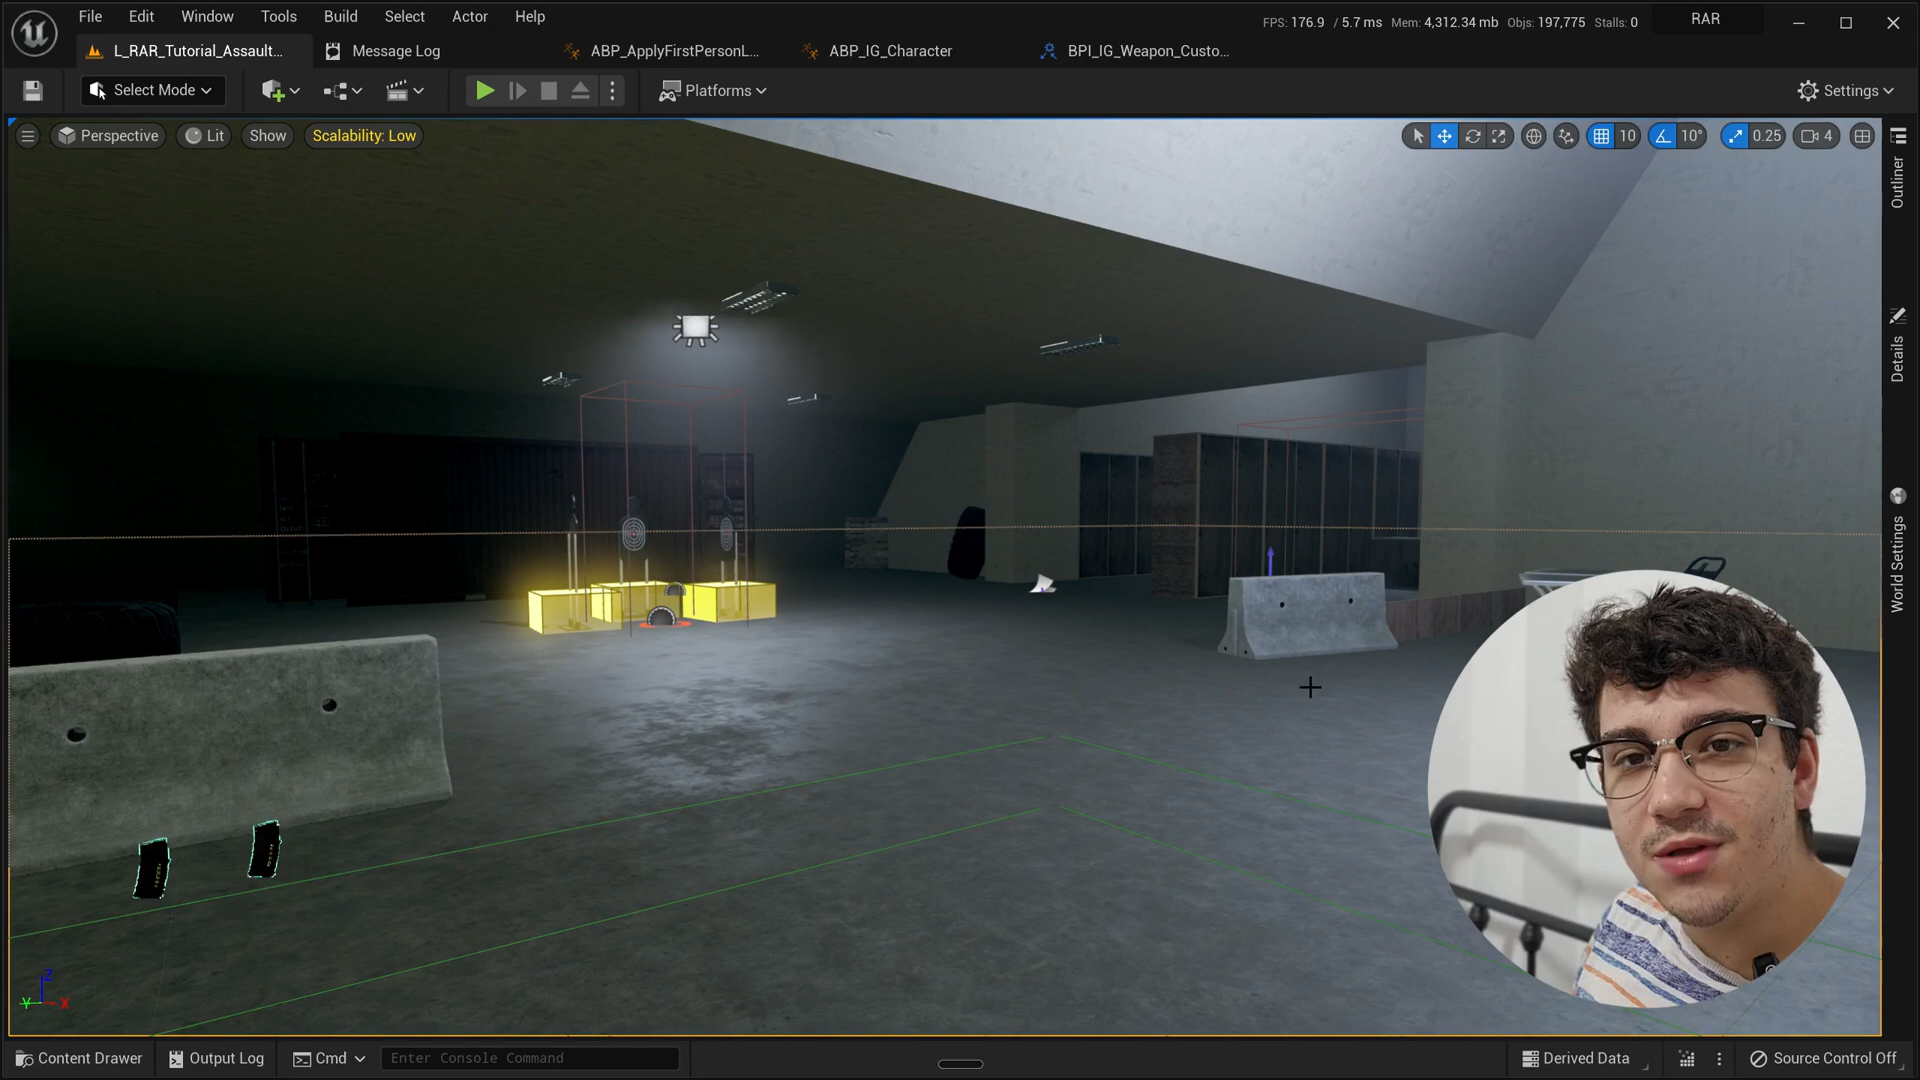 File Edit Window Tools Build Select Actor Help
FPS: 176.9 / 5.7 ms Mem: 4,312.34 mb Objs: 197,775 Stalls: 0
RAR
L_RAR_Tutorial_Assault...
Message Log
ABP_ApplyFirstPersonL...
ABP_IG_Character
BPI_IG_Weapon_Custo...
Select Mode
Platforms
Settings
Perspective
Lit
Show
Scalability: Low
10
10°
0.25
4
Outliner
Details
World Settings
Z
Y
X
Content Drawer
Output Log
Cmd
Enter Console Command
Derived Data
Source Control Off